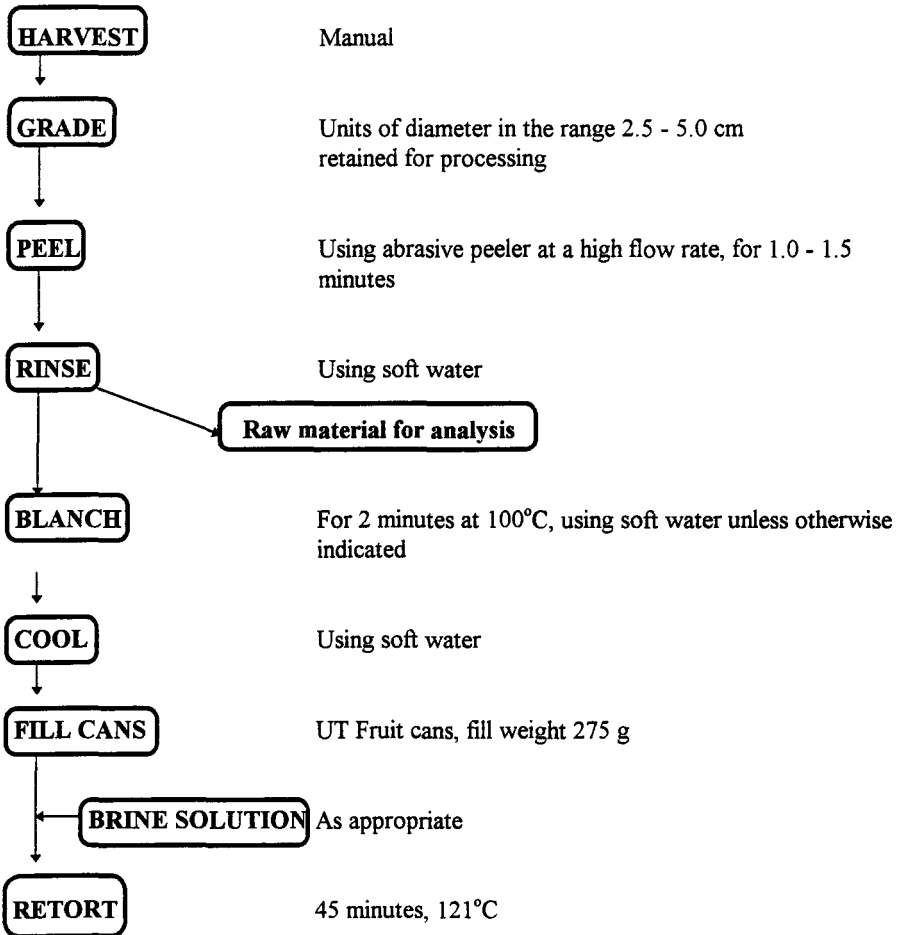 HARVEST Manual
GRADE Units of diameter in the range 2.5 - 5.0 cm
retained for processing
PEEL Using abrasive peeler at a high flow rate, for 1.0 - 1.5
minutes
RINSE Using soft water
Raw material for analysis
BLANCH For 2 minutes at 100°C, using soft water unless otherwise
indicated
COOL Using soft water
FILL CANS UT Fruit cans, fill weight 275 g
BRINE SOLUTION As appropriate
RETORT 45 minutes, 121°C